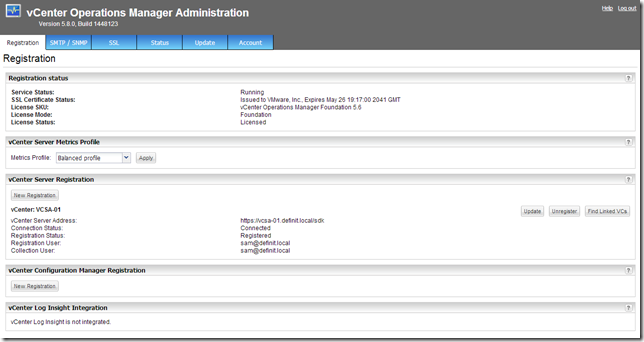 vCenter Operations Manager Administration
Help Log out
Version 5.8.0, Build 1448123
Registration SMTP / SNMP SSL Status Update Account
Registration
Registration status ?
Service Status: Running
SSL Certificate Status: Issued to VMware, Inc., Expires May 26 19:17:00 2041 GMT
License SKU: vCenter Operations Manager Foundation 5.6
License Mode: Foundation
License Status: Licensed
vCenter Server Metrics Profile ?
Metrics Profile: Balanced profile Apply
vCenter Server Registration ?
New Registration
vCenter: VCSA-01 Update Unregister Find Linked VCs
vCenter Server Address: https://vcsa-01.definit.local/sdk
Connection Status: Connected
Registration Status: Registered
Registration User: sam@definit.local
Collection User: sam@definit.local
vCenter Configuration Manager Registration ?
New Registration
vCenter Log Insight Integration ?
vCenter Log Insight is not integrated.